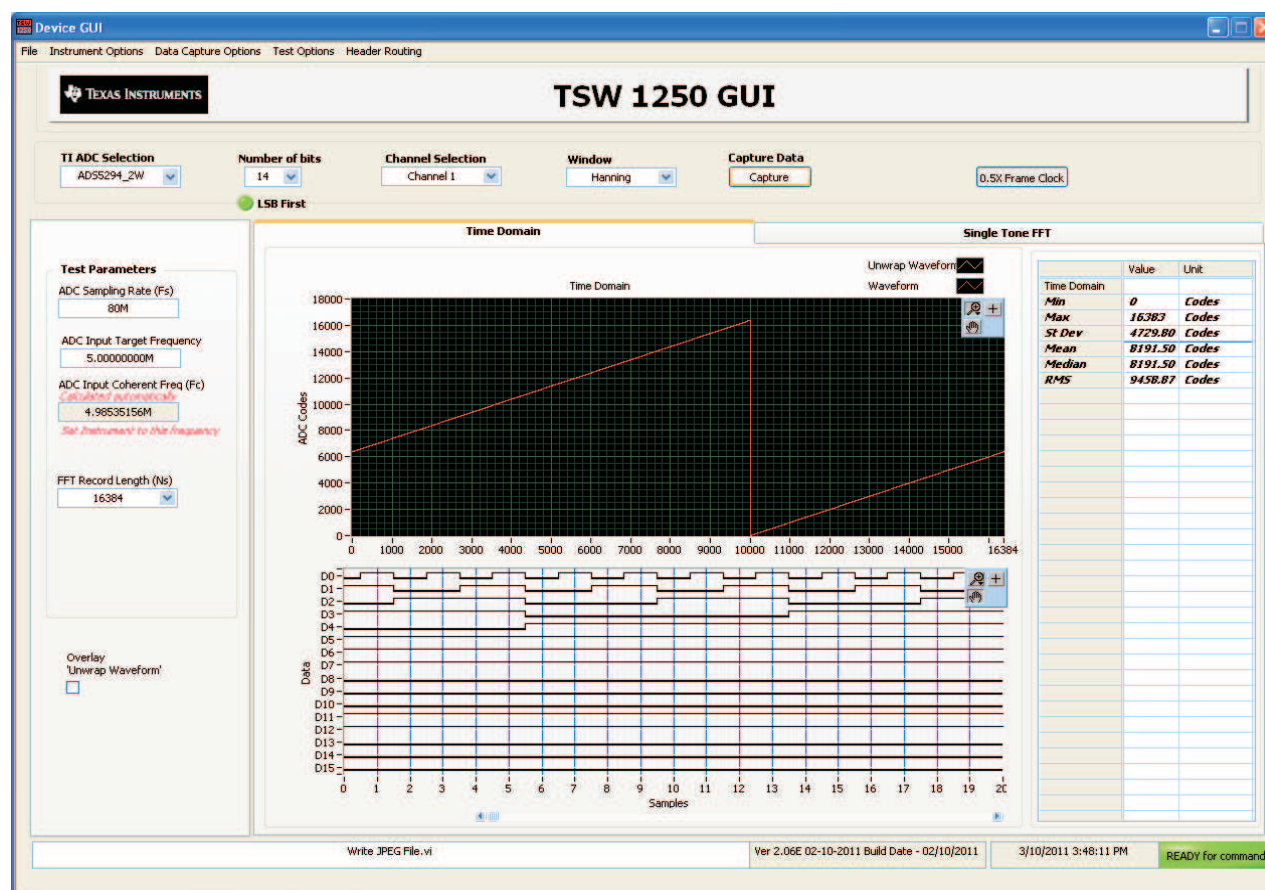 TSW 1250 Device GUI
File Instrument Options Data Capture Options Test Options Header Routing
TEXAS INSTRUMENTS
TSW 1250 GUI
TI ADC Selection Number of bits Channel Selection Window Capture Data
ADS5294_2W 14 Channel 1 Hanning Capture 0.5X Frame Clock
LSB First
Time Domain Single Tone FFT
Test Parameters
ADC Sampling Rate (Fs)
80M
ADC Input Target Frequency
5.00000000M
ADC Input Coherent Freq (Fc)
Calculated automatically
4.98535156M
Set Instrument to this frequency
FFT Record Length (Ns)
16384
Overlay
'Unwrap Waveform'
Unwrap Waveform
Time Domain Waveform
ADC Codes
18000
16000
14000
12000
10000
8000
6000
4000
2000
0
0 1000 2000 3000 4000 5000 6000 7000 8000 9000 10000 11000 12000 13000 14000 15000 16384
Data
D0
D1
D2
D3
D4
D5
D6
D7
D8
D9
D10
D11
D12
D13
D14
D15
0 1 2 3 4 5 6 7 8 9 10 11 12 13 14 15 16 17 18 19 20
Samples
Value Unit
Time Domain
Min 0 Codes
Max 16383 Codes
St Dev 4729.80 Codes
Mean 8191.50 Codes
Median 8191.50 Codes
RMS 9458.87 Codes
Write JPEG File.vi Ver 2.06E 02-10-2011 Build Date - 02/10/2011 3/10/2011 3:48:11 PM READY for command